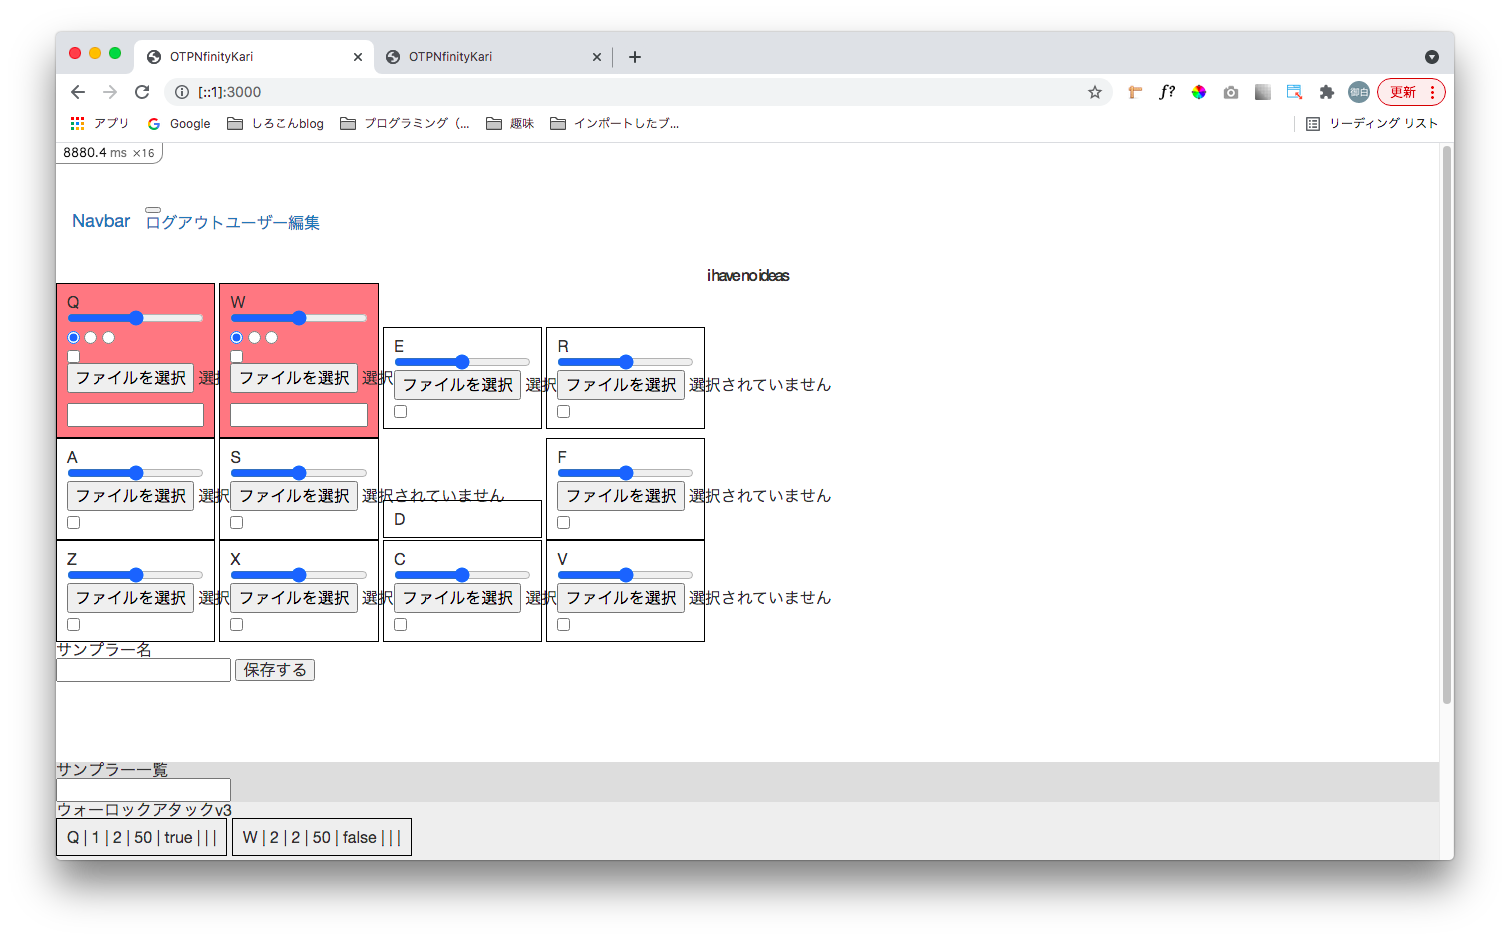 OTPNfinityKari
OTPNfinityKari
[::1]:3000
f?
御白
更新
アプリ
Google
しろこんblog
プログラミング（...
趣味
インポートしたブ...
リーディング リスト
8880.4 ms ×16
Navbar
ログアウトユーザー編集
i have no ideas
Q
W
E
R
ファイルを選択 選択
ファイルを選択 選択
ファイルを選択 選択
ファイルを選択 選択されていません
A
S
F
ファイルを選択 選択
ファイルを選択 選択されていません
ファイルを選択 選択されていません
D
Z
X
C
V
ファイルを選択 選択
ファイルを選択 選択
ファイルを選択 選択
ファイルを選択 選択されていません
サンプラー名
保存する
サンプラー一覧
ウォーロックアタックv3
Q | 1 | 2 | 50 | true | | |
W | 2 | 2 | 50 | false | | |